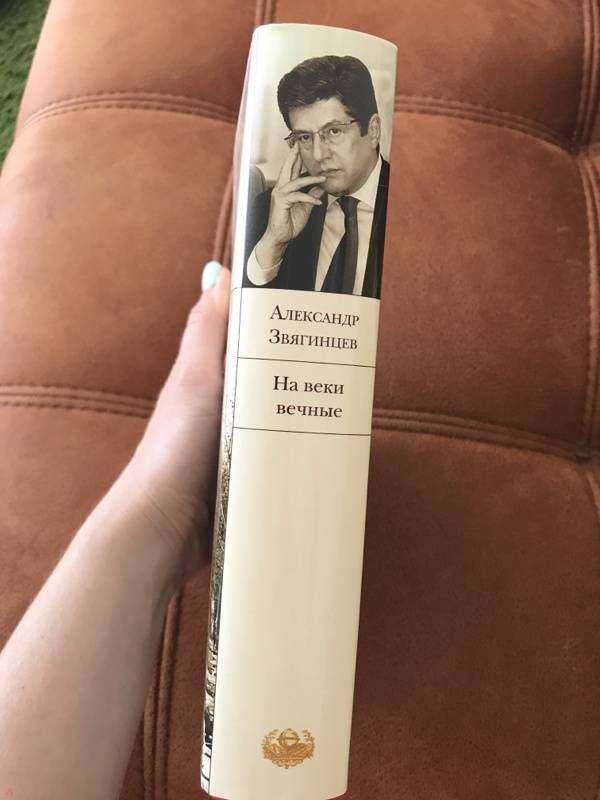 Александр
Звягинцев
На веки
вечные